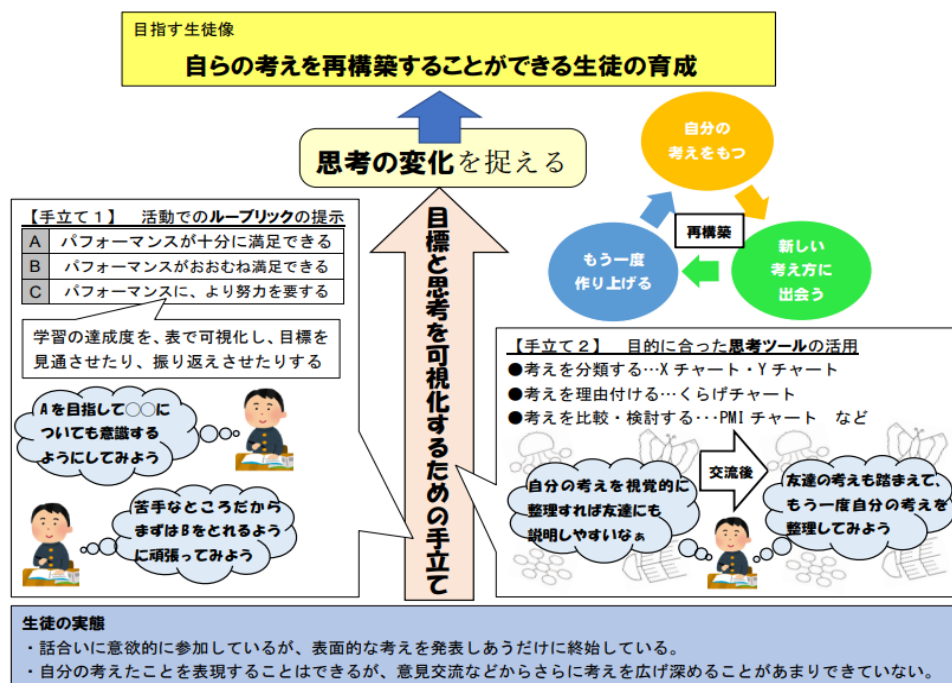 目指す生徒像
自らの考えを再構築することができる生徒の育成
思考の変化を捉える
自分の
考えをもつ
新しい
考え方に
出会う
もう一度
作り上げる
再構築
目標と思考を可視化するための手立て
【手立て1】　活動でのルーブリックの提示
A　パフォーマンスが十分に満足できる
B　パフォーマンスがおおむね満足できる
C　パフォーマンスに、より努力を要する
学習の達成度を、表で可視化し、目標を
見通させたり、振り返えさせたりする
Aを目指して○○に
ついても意識する
ようにしてみよう
苦手なところだから
まずはBをとれるよう
に頑張ってみよう
【手立て2】　目的に合った思考ツールの活用
●考えを分類する…Xチャート・Yチャート
●考えを理由付ける…くらげチャート
●考えを比較・検討する･･･PMIチャート　など
自分の考えを視覚的に
整理すれば友達にも
説明しやすいなぁ
交流後
友達の考えも踏まえて、
もう一度自分の考えを
整理してみよう
生徒の実態
・話合いに意欲的に参加しているが、表面的な考えを発表しあうだけに終始している。
・自分の考えたことを表現することはできるが、意見交流などからさらに考えを広げ深めることがあまりできていない。